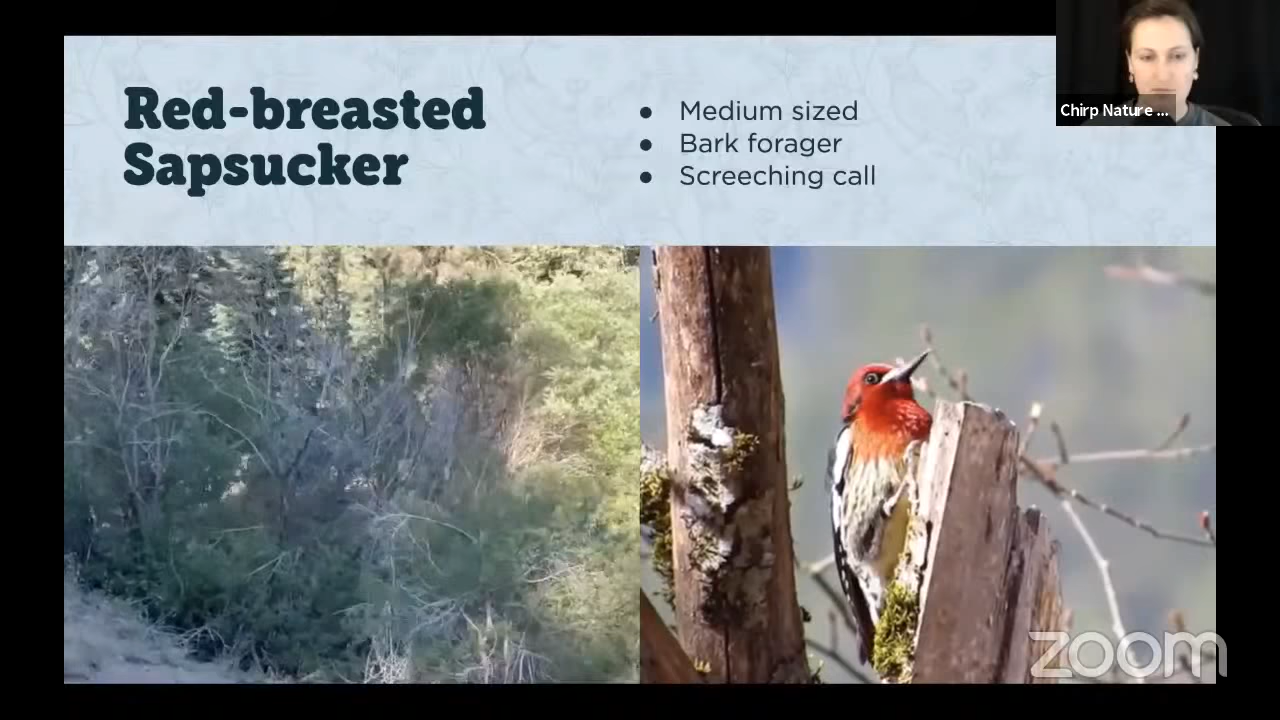 Red-breasted
Sapsucker
● Medium sized
● Bark forager
● Screeching call
Chirp Nature ...
zoom